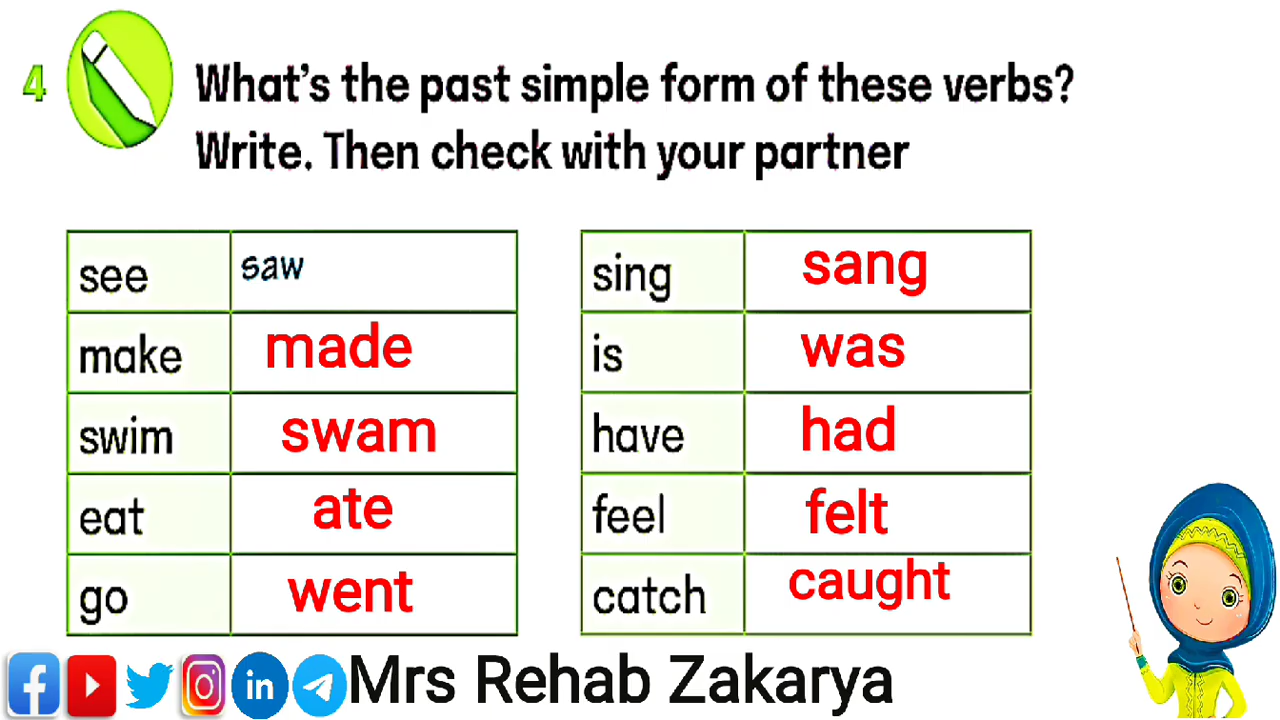 4 What's the past simple form of these verbs?
Write. Then check with your partner
see saw sing sang
make made is was
swim swam have had
eat ate feel felt
go went catch caught
Mrs Rehab Zakarya